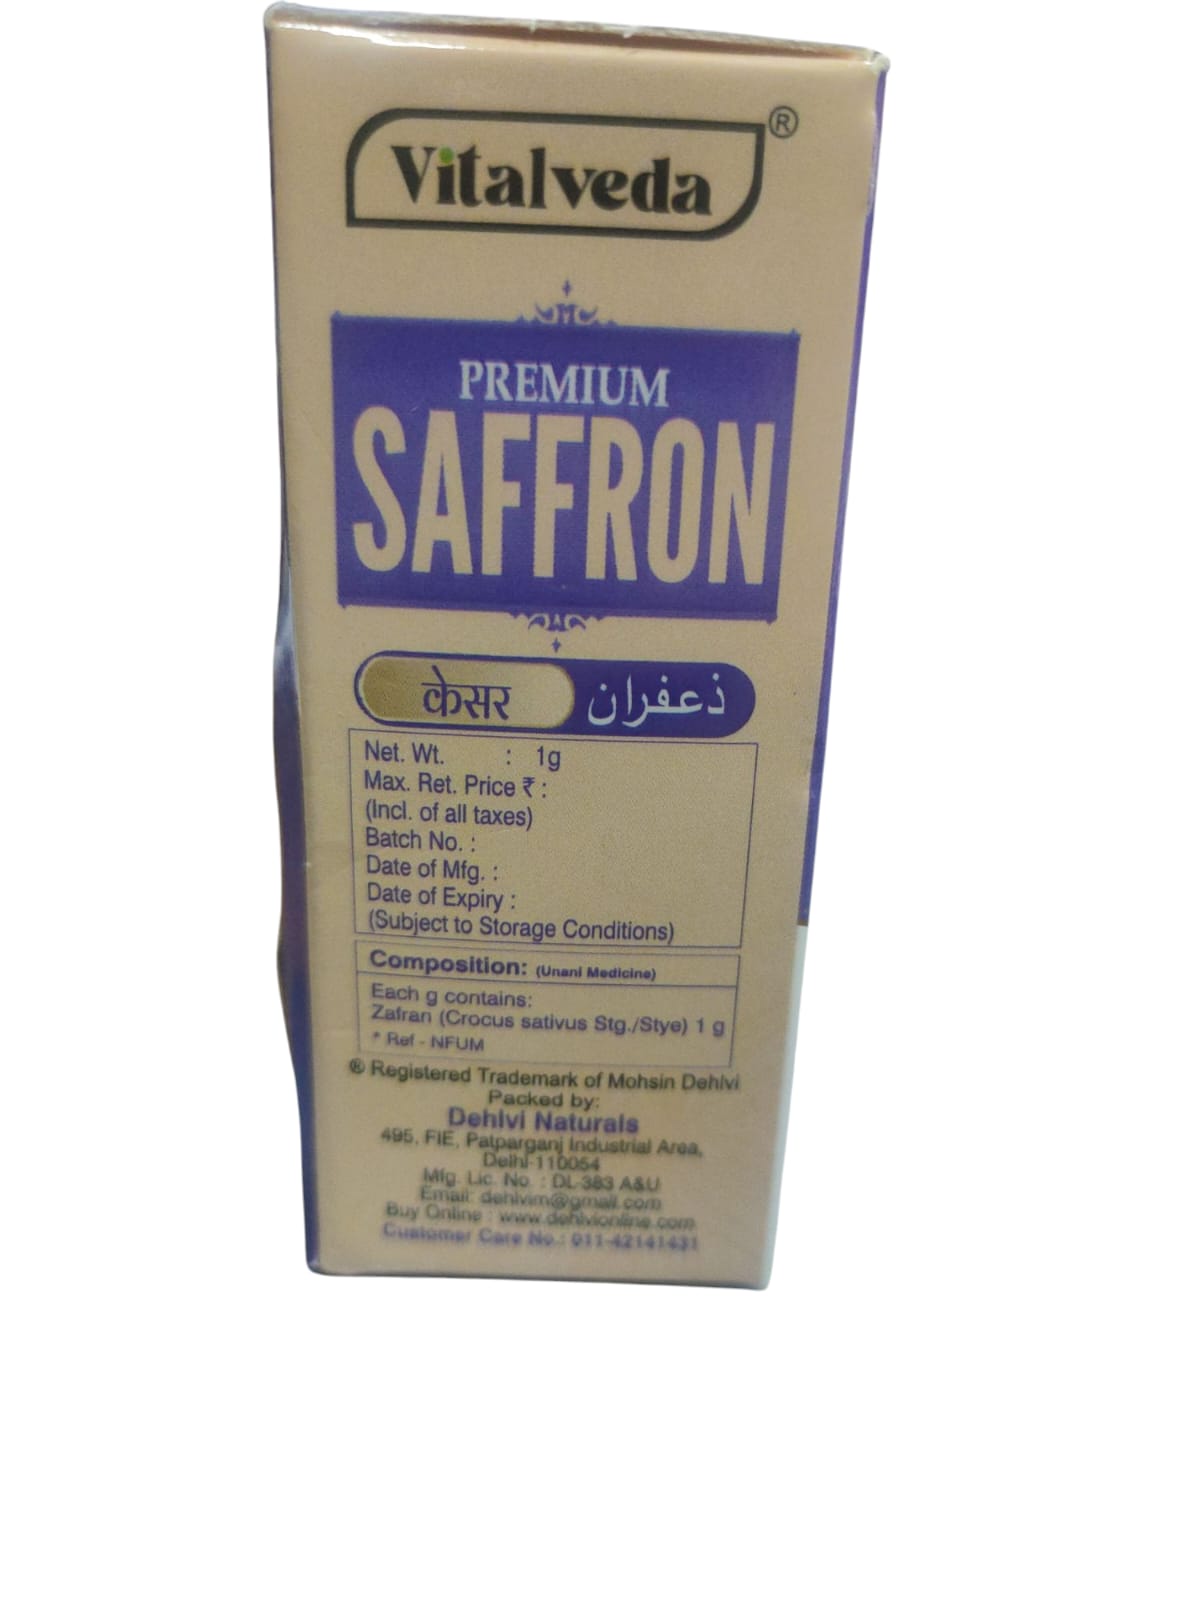 Vitalveda ®
PREMIUM
SAFFRON
केसर ذعفران
Net. Wt. : 1g
Max. Ret. Price ₹ :
(Incl. of all taxes)
Batch No. :
Date of Mfg. :
Date of Expiry :
(Subject to Storage Conditions)
Composition: (Unani Medicine)
Each g contains:
Zafran (Crocus sativus Stg./Stye) 1 g
* Ref - NFUM
® Registered Trademark of Mohsin Dehlvi
Packed by:
Dehlvi Naturals
495, FIE, Patparganj Industrial Area,
Delhi-110054
Mfg. Lic. No. : DL-383 A&U
Email: dehlvim@gmail.com
Buy Online : www.dehlvionline.com
Customer Care No.: 011-42141431